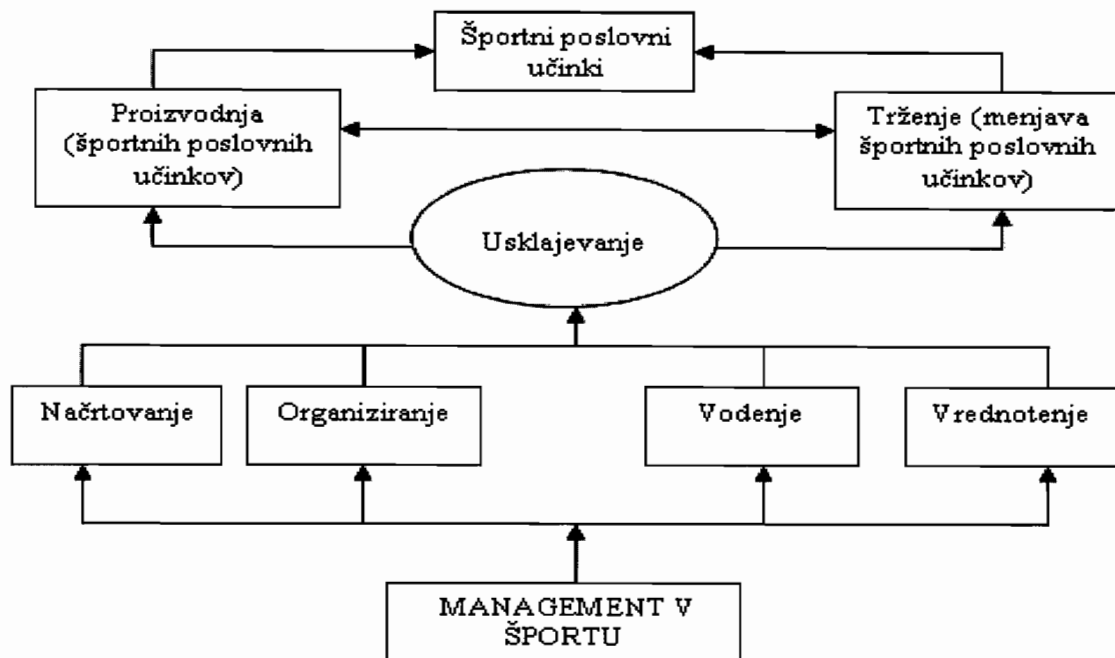 Športni poslovni
učinki
Proizvodnja
(športnih poslovnih
učinkov)
Trženje (menjava
športnih poslovnih
učinkov)
Usklajevanje
Načrtovanje
Organiziranje
Vodenje
Vrednotenje
MANAGEMENT V
ŠPORTU